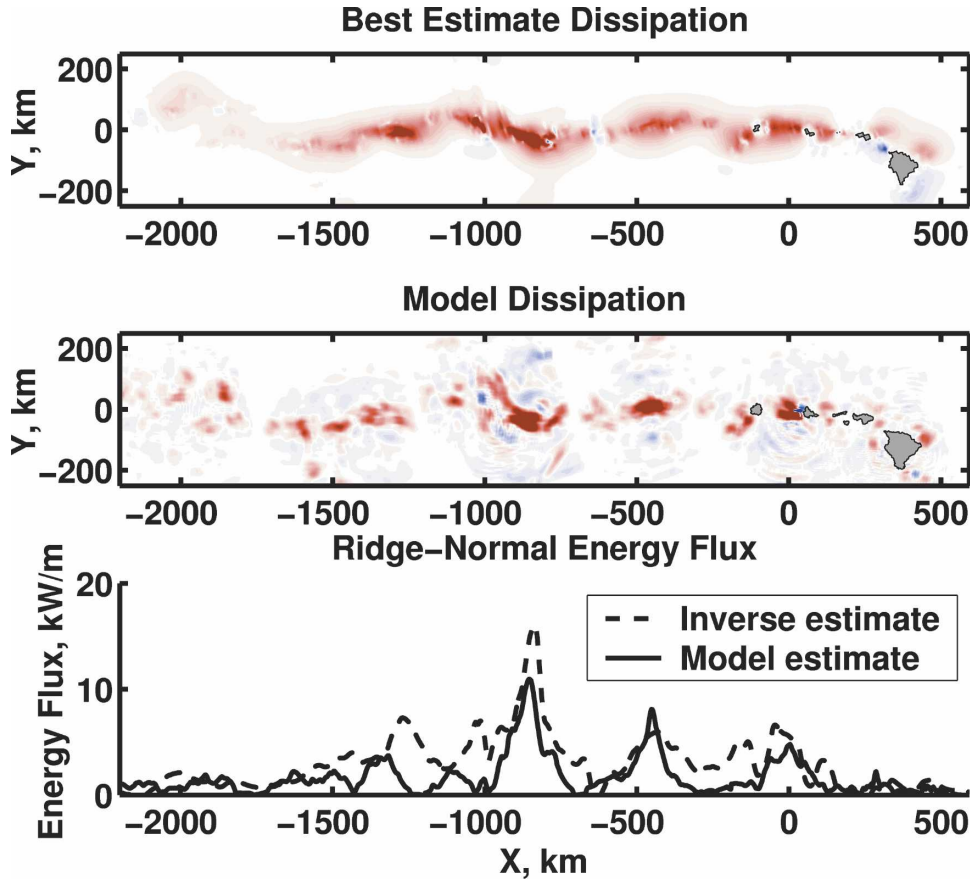 Best Estimate Dissipation
200
0
−200
Y, km
−2000 −1500 −1000 −500 0 500
Model Dissipation
200
0
−200
Y, km
−2000 −1500 −1000 −500 0 500
Ridge−Normal Energy Flux
20
10
0
Energy Flux, kW/m
Inverse estimate
Model estimate
−2000 −1500 −1000 −500 0 500
X, km